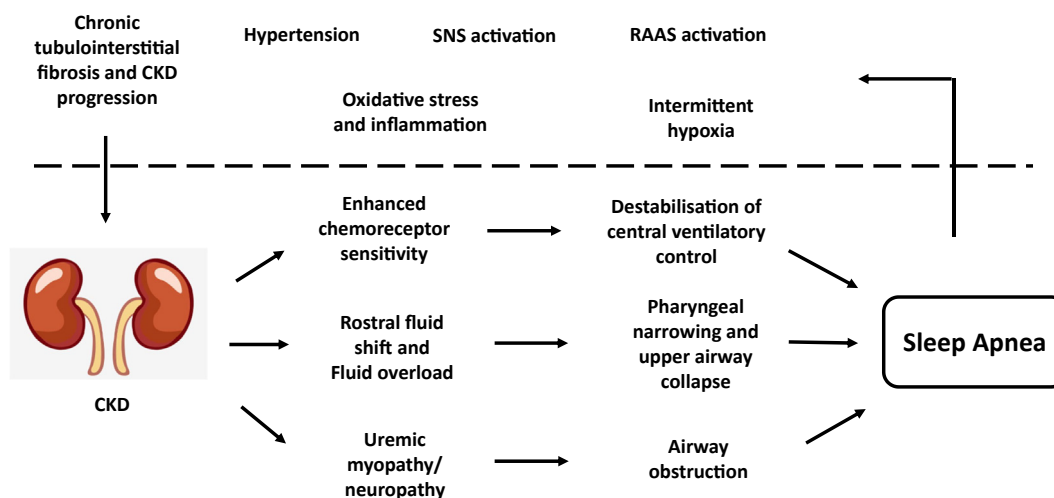 Chronic
tubulointerstitial
fibrosis and CKD
progression
Hypertension
SNS activation
RAAS activation
Oxidative stress
and inflammation
Intermittent
hypoxia
Enhanced
chemoreceptor
sensitivity
Destabilisation of
central ventilatory
control
Rostral fluid
shift and
Fluid overload
Pharyngeal
narrowing and
upper airway
collapse
Sleep Apnea
CKD
Uremic
myopathy/
neuropathy
Airway
obstruction